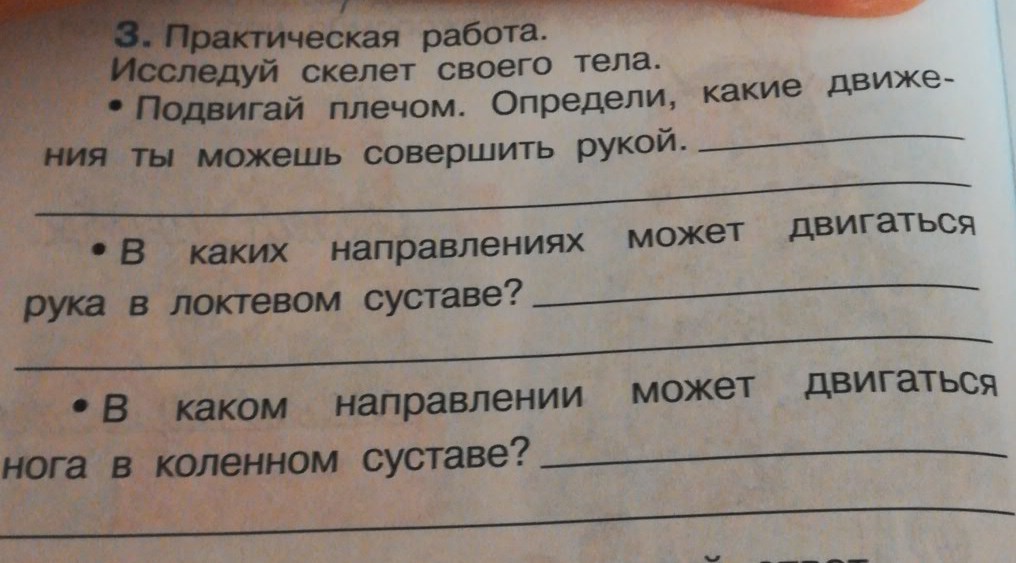 3. Практическая работа.
Исследуй скелет своего тела.
• Подвигай плечом. Определи, какие движе-
ния ты можешь совершить рукой.
• В каких направлениях может двигаться
рука в локтевом суставе?
• В каком направлении может двигаться
нога в коленном суставе?